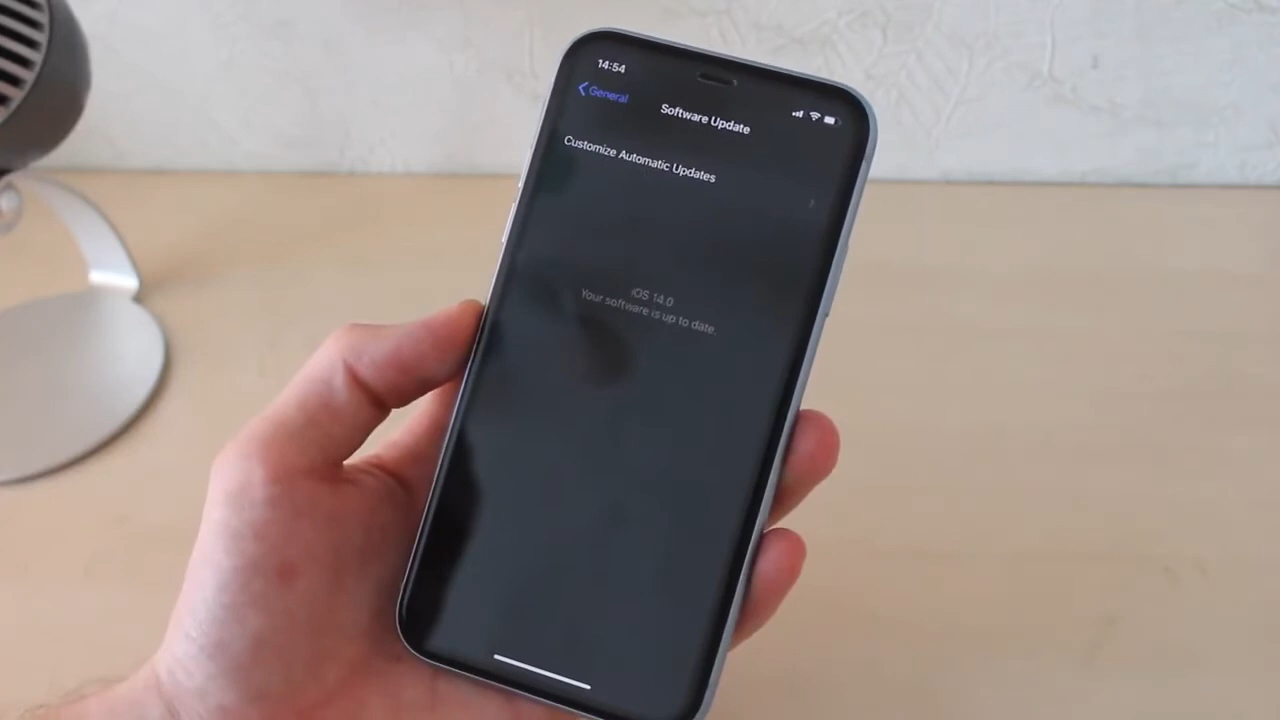 14:54
General
Software Update
Customize Automatic Updates
iOS 14.0
Your software is up to date.